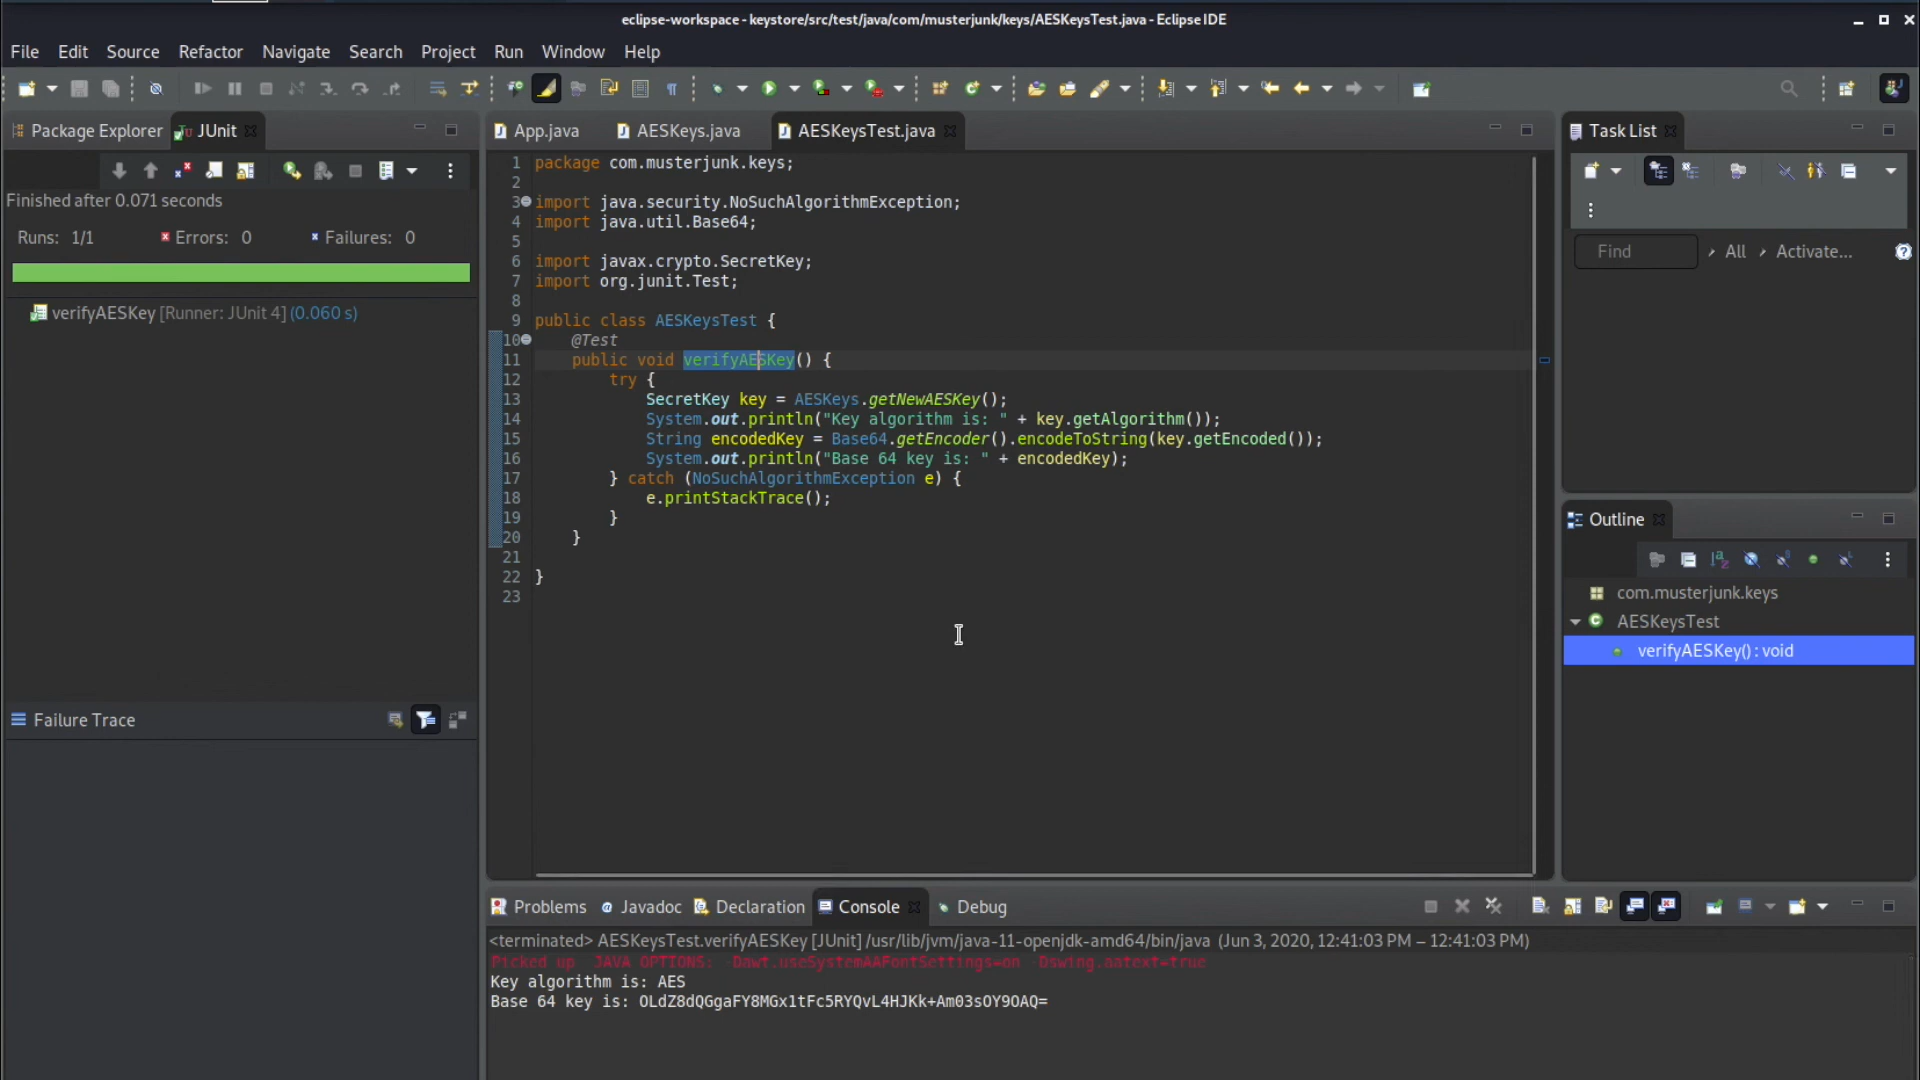 eclipse-workspace - keystore/src/test/java/com/musterjunk/keys/AESKeysTest.java - Eclipse IDE
File Edit Source Refactor Navigate Search Project Run Window Help
Package Explorer JUnit
Finished after 0.071 seconds
Runs: 1/1 Errors: 0 Failures: 0
verifyAESKey [Runner: JUnit 4] (0.060 s)
Failure Trace
App.java AESKeys.java AESKeysTest.java
1 package com.musterjunk.keys;
2
3 import java.security.NoSuchAlgorithmException;
4 import java.util.Base64;
5
6 import javax.crypto.SecretKey;
7 import org.junit.Test;
8
9 public class AESKeysTest {
10 @Test
11 public void verifyAESKey() {
12 try {
13 SecretKey key = AESKeys.getNewAESKey();
14 System.out.println("Key algorithm is: " + key.getAlgorithm());
15 String encodedKey = Base64.getEncoder().encodeToString(key.getEncoded());
16 System.out.println("Base 64 key is: " + encodedKey);
17 } catch (NoSuchAlgorithmException e) {
18 e.printStackTrace();
19 }
20 }
21
22 }
23
Task List
Find All Activate...
Outline
com.musterjunk.keys
AESKeysTest
verifyAESKey() : void
Problems Javadoc Declaration Console Debug
<terminated> AESKeysTest.verifyAESKey [JUnit] /usr/lib/jvm/java-11-openjdk-amd64/bin/java (Jun 3, 2020, 12:41:03 PM – 12:41:03 PM)
Picked up _JAVA_OPTIONS: -Dawt.useSystemAAFontSettings=on -Dswing.aatext=true
Key algorithm is: AES
Base 64 key is: OLdZ8dQGgaFY8MGx1tFc5RYQvL4HJKk+Am03sOY9OAQ=